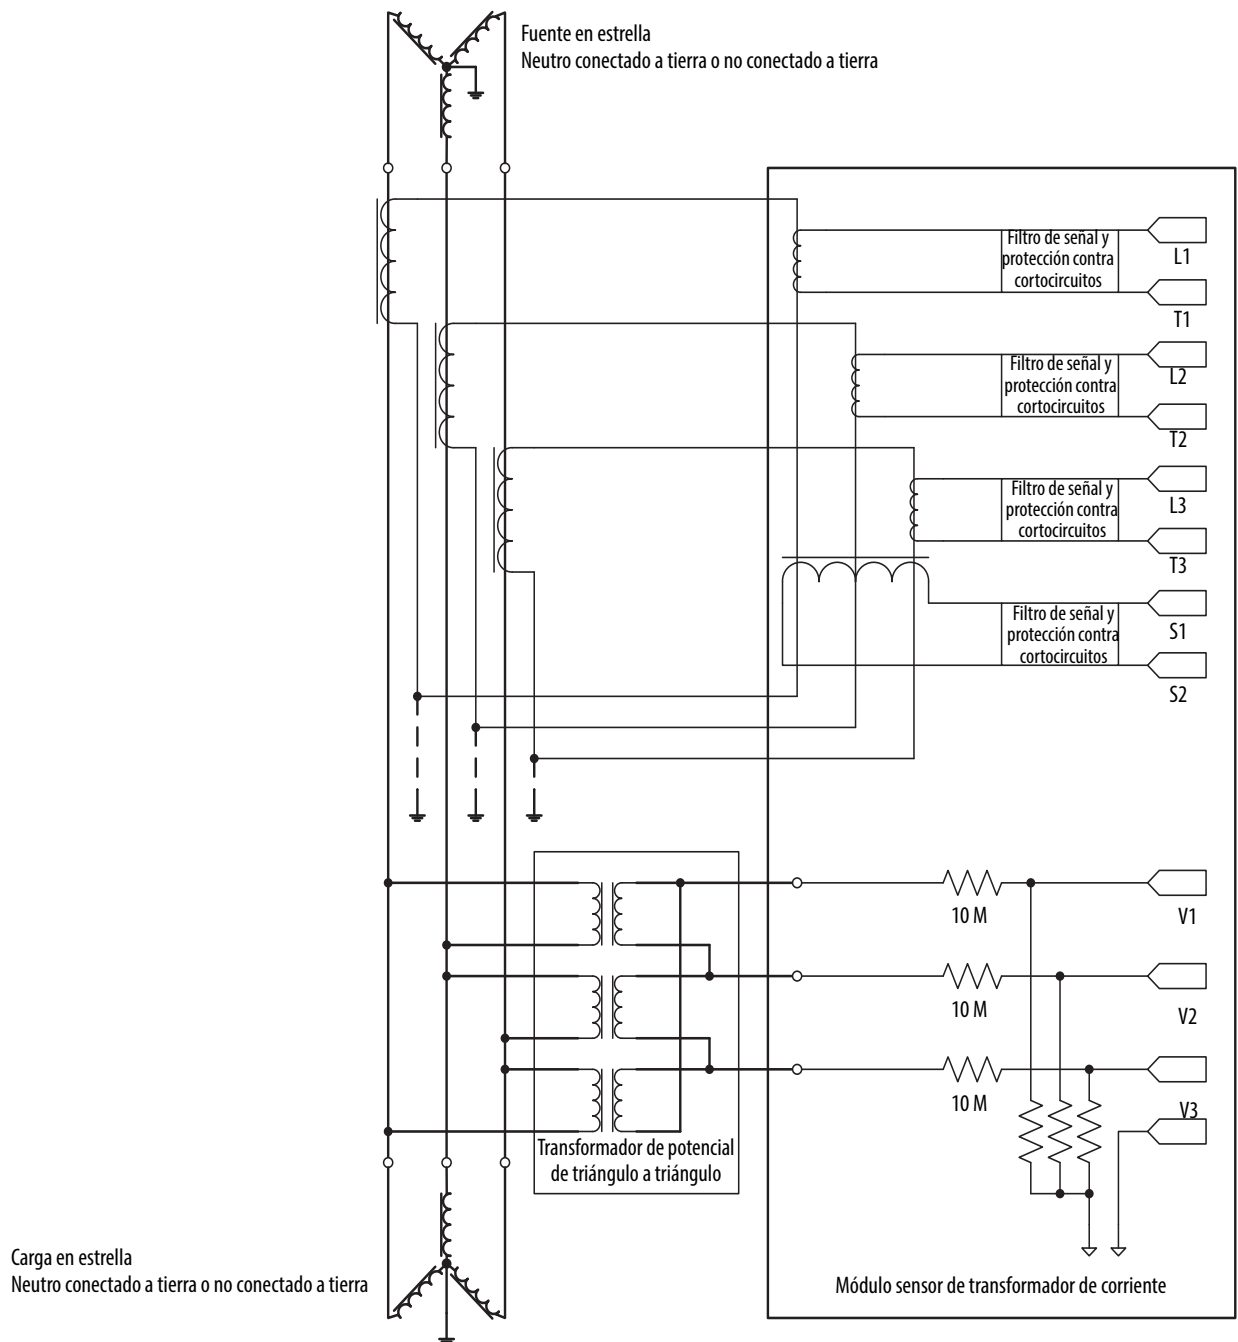 Fuente en estrella
Neutro conectado a tierra o no conectado a tierra
Filtro de señal y
protección contra
cortocircuitos
L1
T1
Filtro de señal y
protección contra
cortocircuitos
L2
T2
Filtro de señal y
protección contra
cortocircuitos
L3
T3
Filtro de señal y
protección contra
cortocircuitos
S1
S2
10 M
V1
10 M
V2
10 M
V3
Transformador de potencial
de triángulo a triángulo
Carga en estrella
Neutro conectado a tierra o no conectado a tierra
Módulo sensor de transformador de corriente